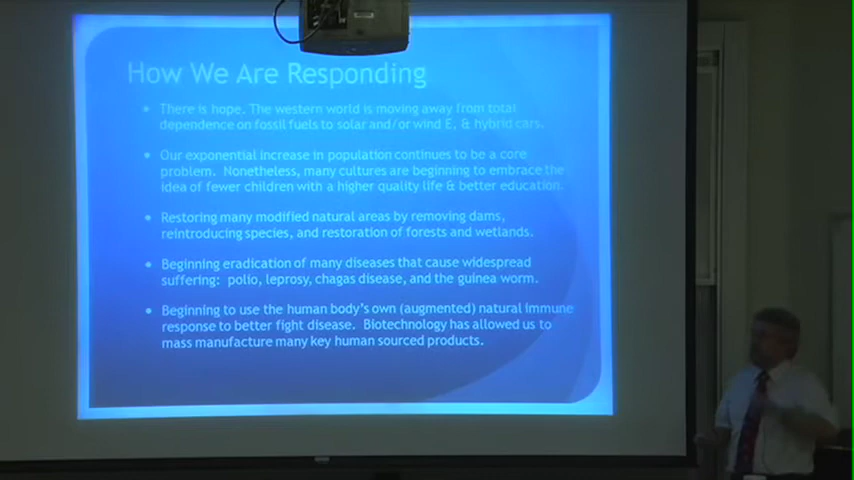 How We Are Responding
• There is hope. The western world is moving away from total
dependence on fossil fuels to solar and/or wind E, & hybrid cars.
• Our exponential increase in population continues to be a core
problem. Nonetheless, many cultures are beginning to embrace the
idea of fewer children with a higher quality life & better education.
• Restoring many modified natural areas by removing dams,
reintroducing species, and restoration of forests and wetlands.
• Beginning eradication of many diseases that cause widespread
suffering: polio, leprosy, chagas disease, and the guinea worm.
• Beginning to use the human body's own (augmented) natural immune
response to better fight disease. Biotechnology has allowed us to
mass manufacture many key human sourced products.